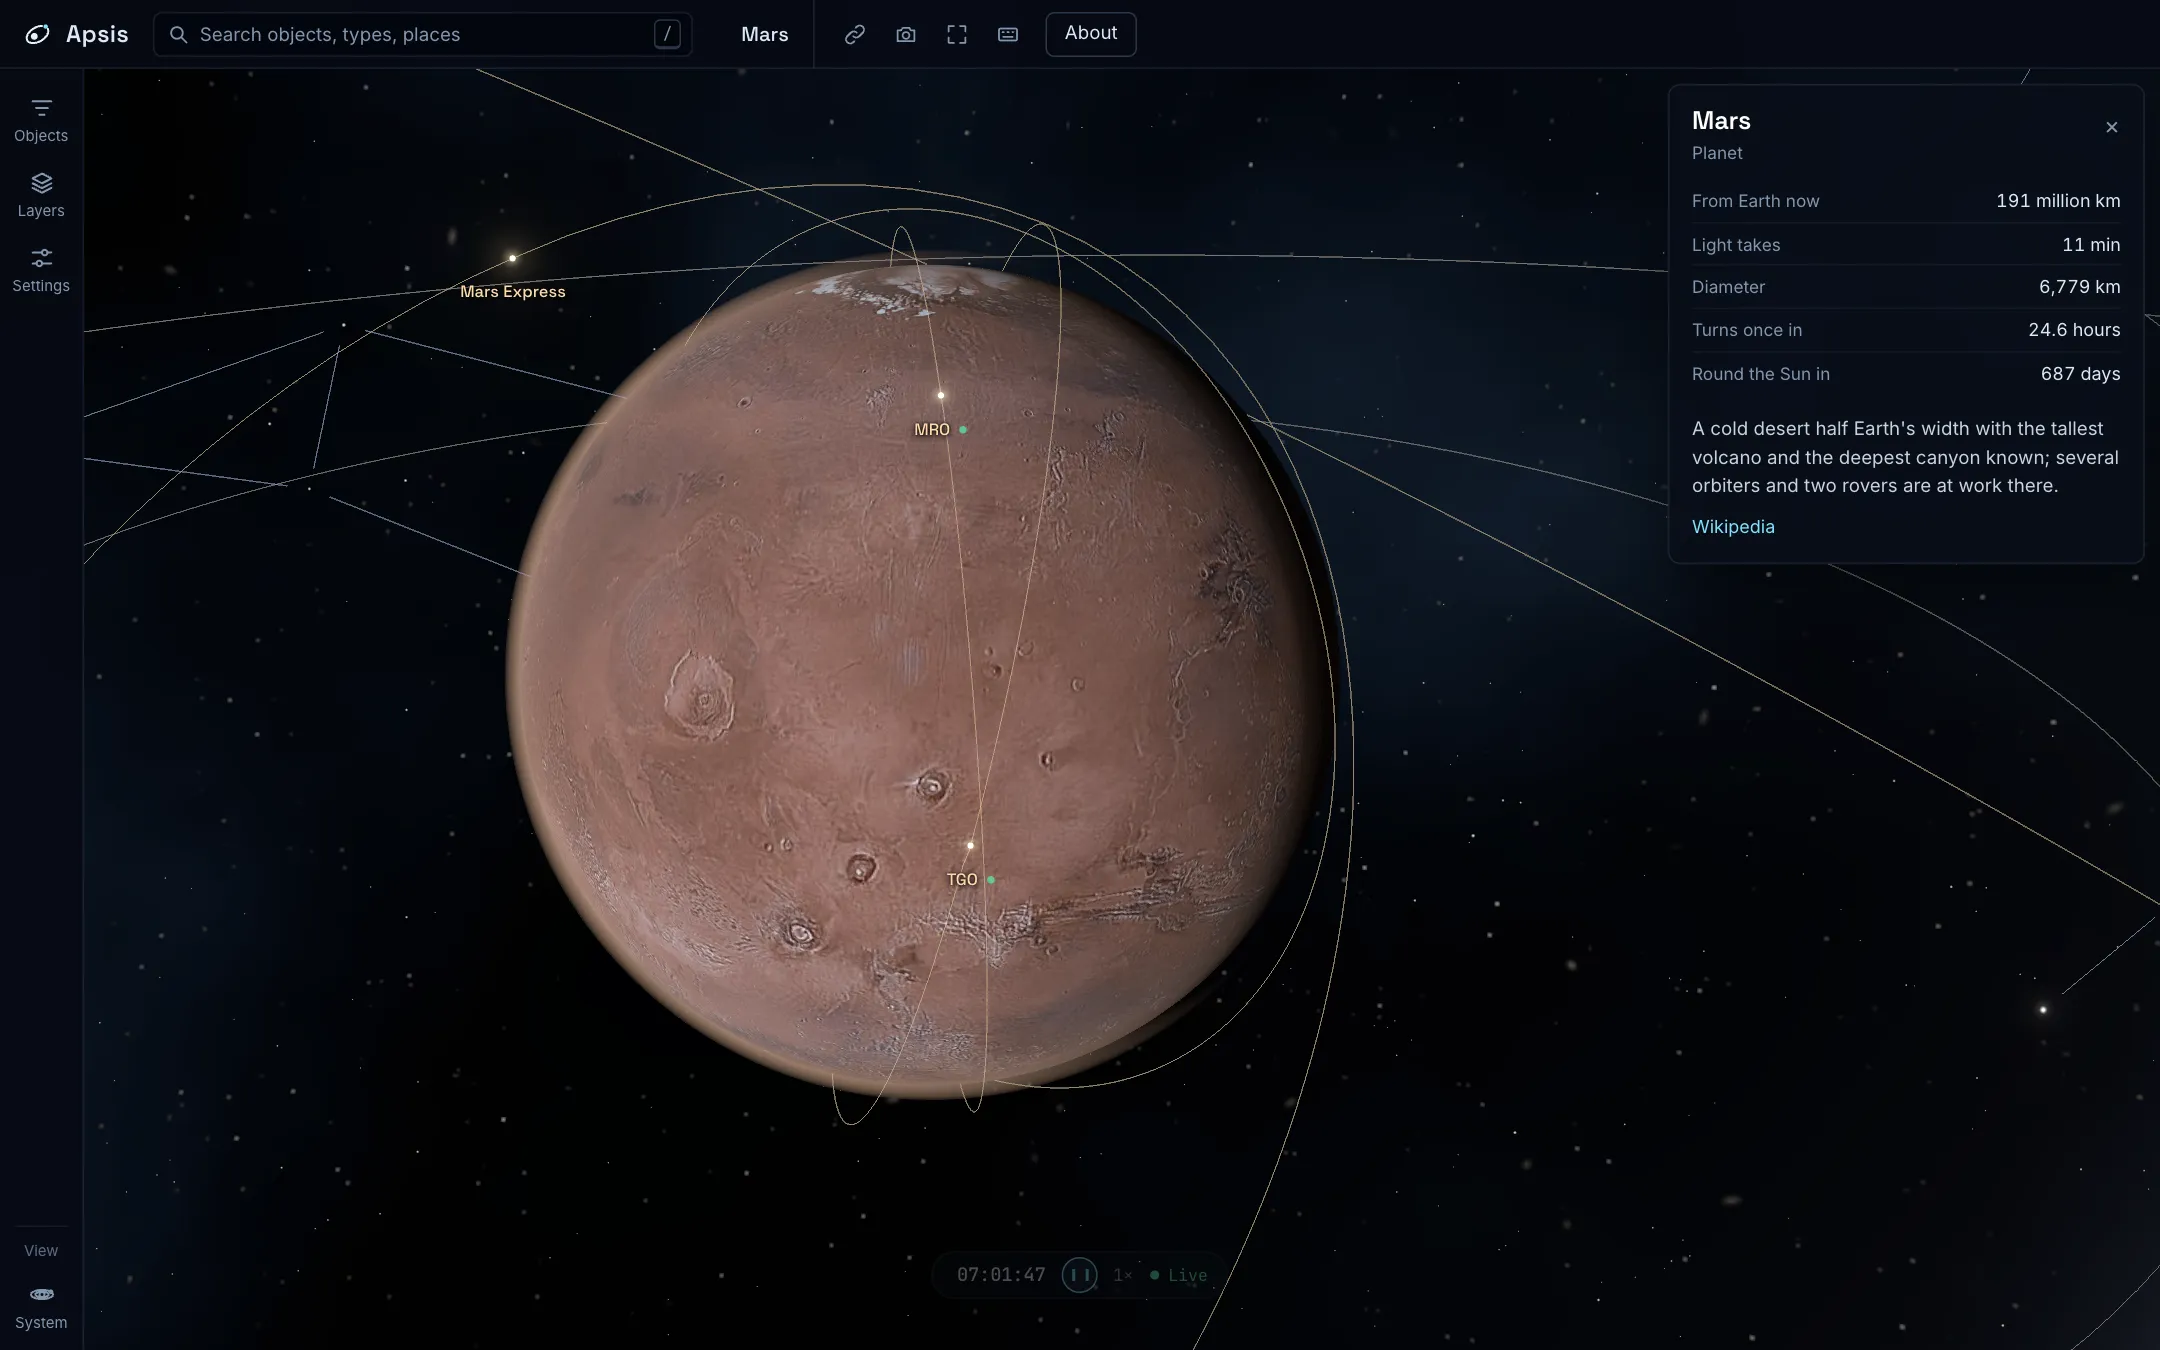 Apsis
Search objects, types, places
/
Mars
About
Objects
Layers
Settings
Mars
Planet
From Earth now 191 million km
Light takes 11 min
Diameter 6,779 km
Turns once in 24.6 hours
Round the Sun in 687 days
A cold desert half Earth's width with the tallest
volcano and the deepest canyon known; several
orbiters and two rovers are at work there.
Wikipedia
Mars Express
MRO
TGO
View
System
07:01:47 1× Live